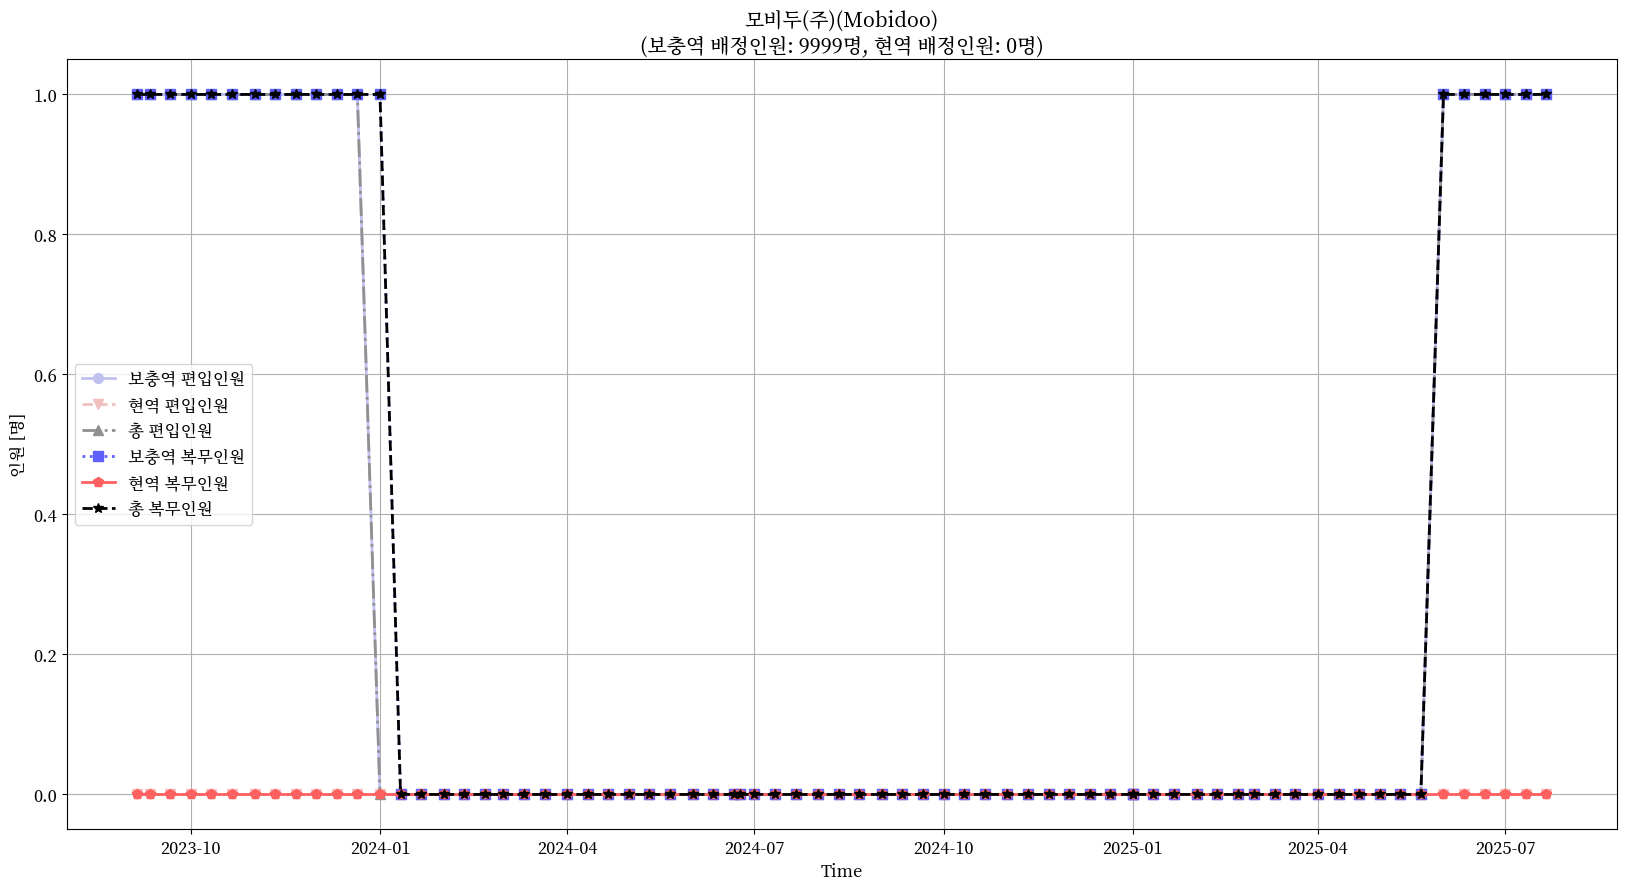 모비두(주)(Mobidoo)
(보충역 배정인원: 9999명, 현역 배정인원: 0명)
인원 [명]
1.0
0.8
0.6
0.4
0.2
0.0
보충역 편입인원
현역 편입인원
총 편입인원
보충역 복무인원
현역 복무인원
총 복무인원
2023-10
2024-01
2024-04
2024-07
2024-10
2025-01
2025-04
2025-07
Time